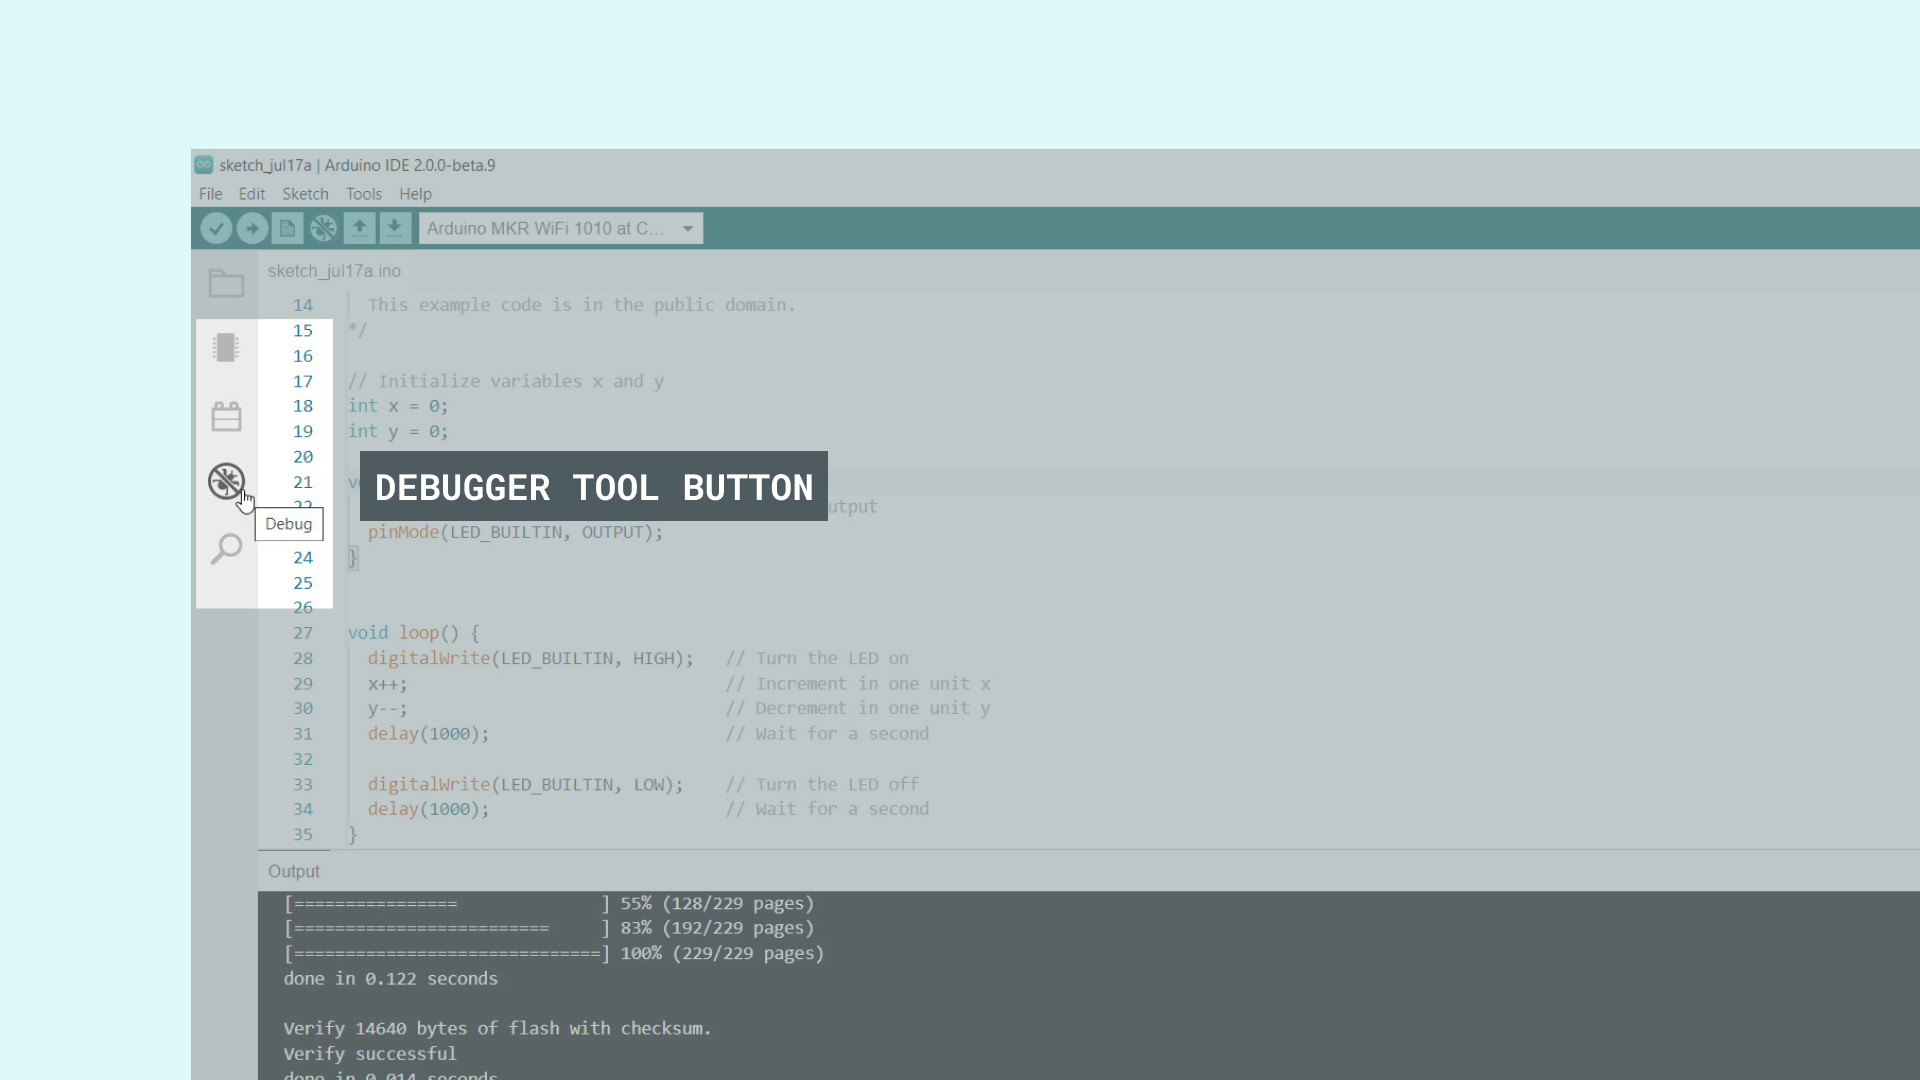 sketch_jul17a | Arduino IDE 2.0.0-beta.9
File Edit Sketch Tools Help
Arduino MKR WiFi 1010 at C...
sketch_jul17a.ino
14 This example code is in the public domain.
15 */
16
17 // Initialize variables x and y
18 int x = 0;
19 int y = 0;
20
21
DEBUGGER TOOL BUTTON
22
Debug
pinMode(LED_BUILTIN, OUTPUT);
24 }
25
26
27 void loop() {
28 digitalWrite(LED_BUILTIN, HIGH); // Turn the LED on
29 x++; // Increment in one unit x
30 y--; // Decrement in one unit y
31 delay(1000); // Wait for a second
32
33 digitalWrite(LED_BUILTIN, LOW); // Turn the LED off
34 delay(1000); // Wait for a second
35 }
Output
[================ ] 55% (128/229 pages)
[========================= ] 83% (192/229 pages)
[==============================] 100% (229/229 pages)
done in 0.122 seconds
Verify 14640 bytes of flash with checksum.
Verify successful
done in 0.014 seconds